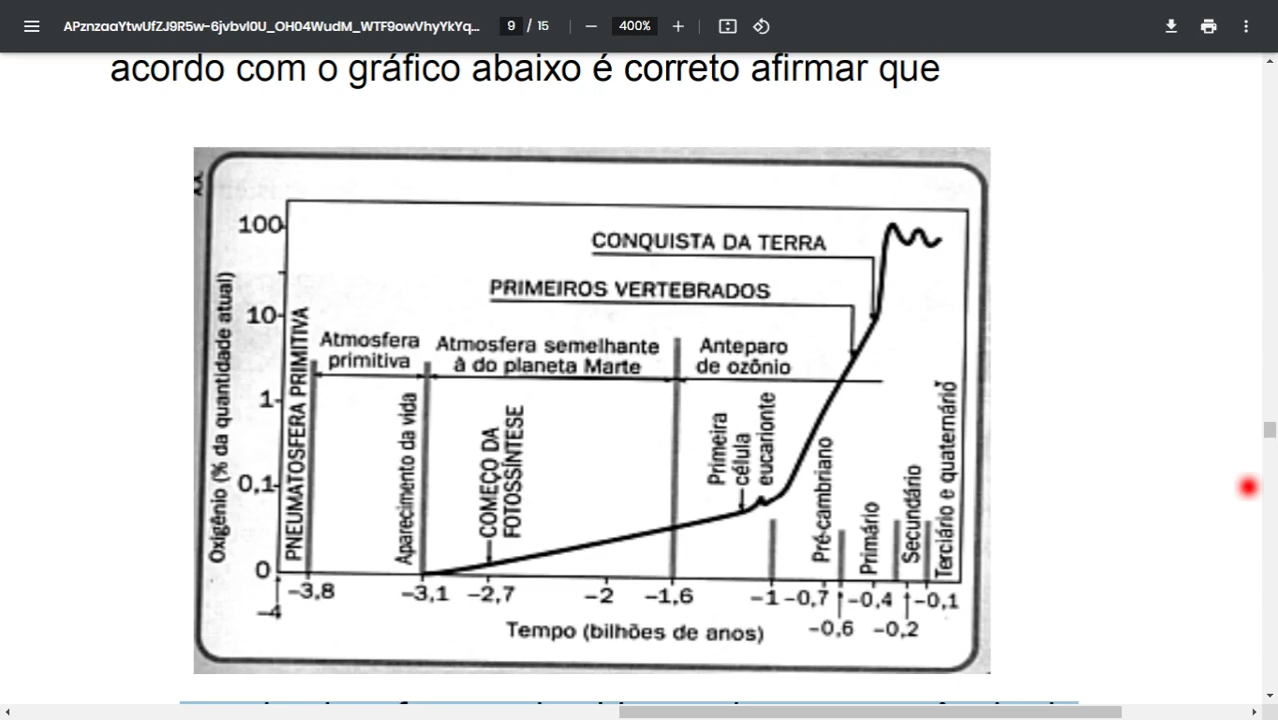 APznzaaYtwUfZJ9R5w-6jvbvl0U_OH04WudM_WTF9owVhyYkYq... 9 / 15 400%
acordo com o gráfico abaixo é correto afirmar que
Oxigênio (% da quantidade atual)
100
10
1
0,1
0
CONQUISTA DA TERRA
PRIMEIROS VERTEBRADOS
Atmosfera
primitiva
Atmosfera semelhante
à do planeta Marte
Anteparo
de ozônio
PNEUMATOSFERA PRIMITIVA
Aparecimento da vida
COMEÇO DA
FOTOSSÍNTESE
Primeira
célula
eucarionte
Pré-cambriano
Primário
Secundário
Terciário e quaternário
-4 -3,8 -3,1 -2,7 -2 -1,6 -1 -0,7 -0,6 -0,4 -0,2 -0,1
Tempo (bilhões de anos)